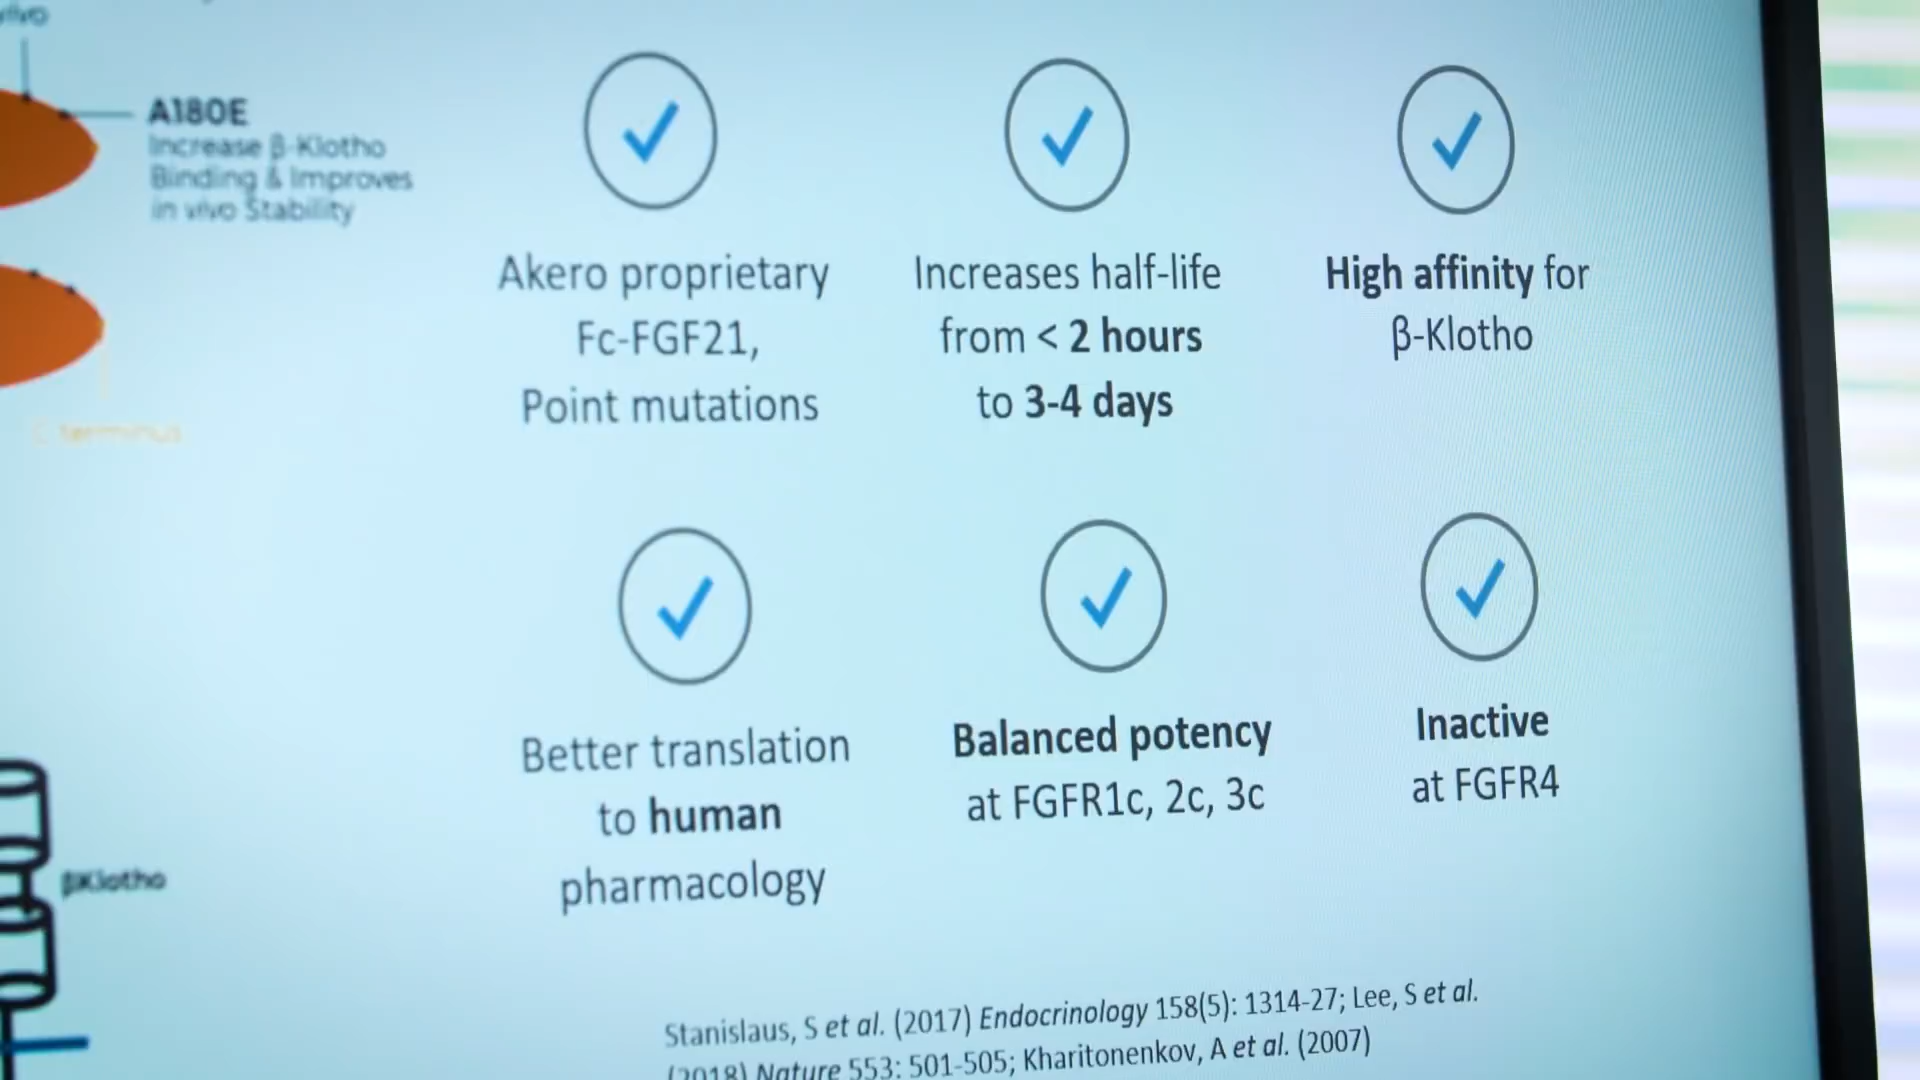 vivo
A180E
Increase β-Klotho
Binding & Improves
in vivo Stability
C terminus
βKlotho
Akero proprietary
Fc-FGF21,
Point mutations
Increases half-life
from < 2 hours
to 3-4 days
High affinity for
β-Klotho
Better translation
to human
pharmacology
Balanced potency
at FGFR1c, 2c, 3c
Inactive
at FGFR4
Stanislaus, S et al. (2017) Endocrinology 158(5): 1314-27; Lee, S et al.
(2018) Nature 553: 501-505; Kharitonenkov, A et al. (2007)